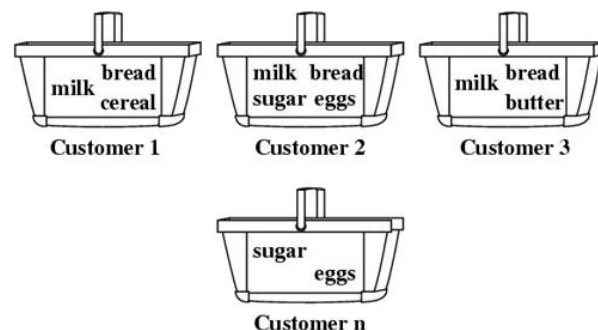 bread
milk
cereal
Customer 1
milk bread
sugar eggs
Customer 2
bread
milk
butter
Customer 3
sugar
eggs
Customer n